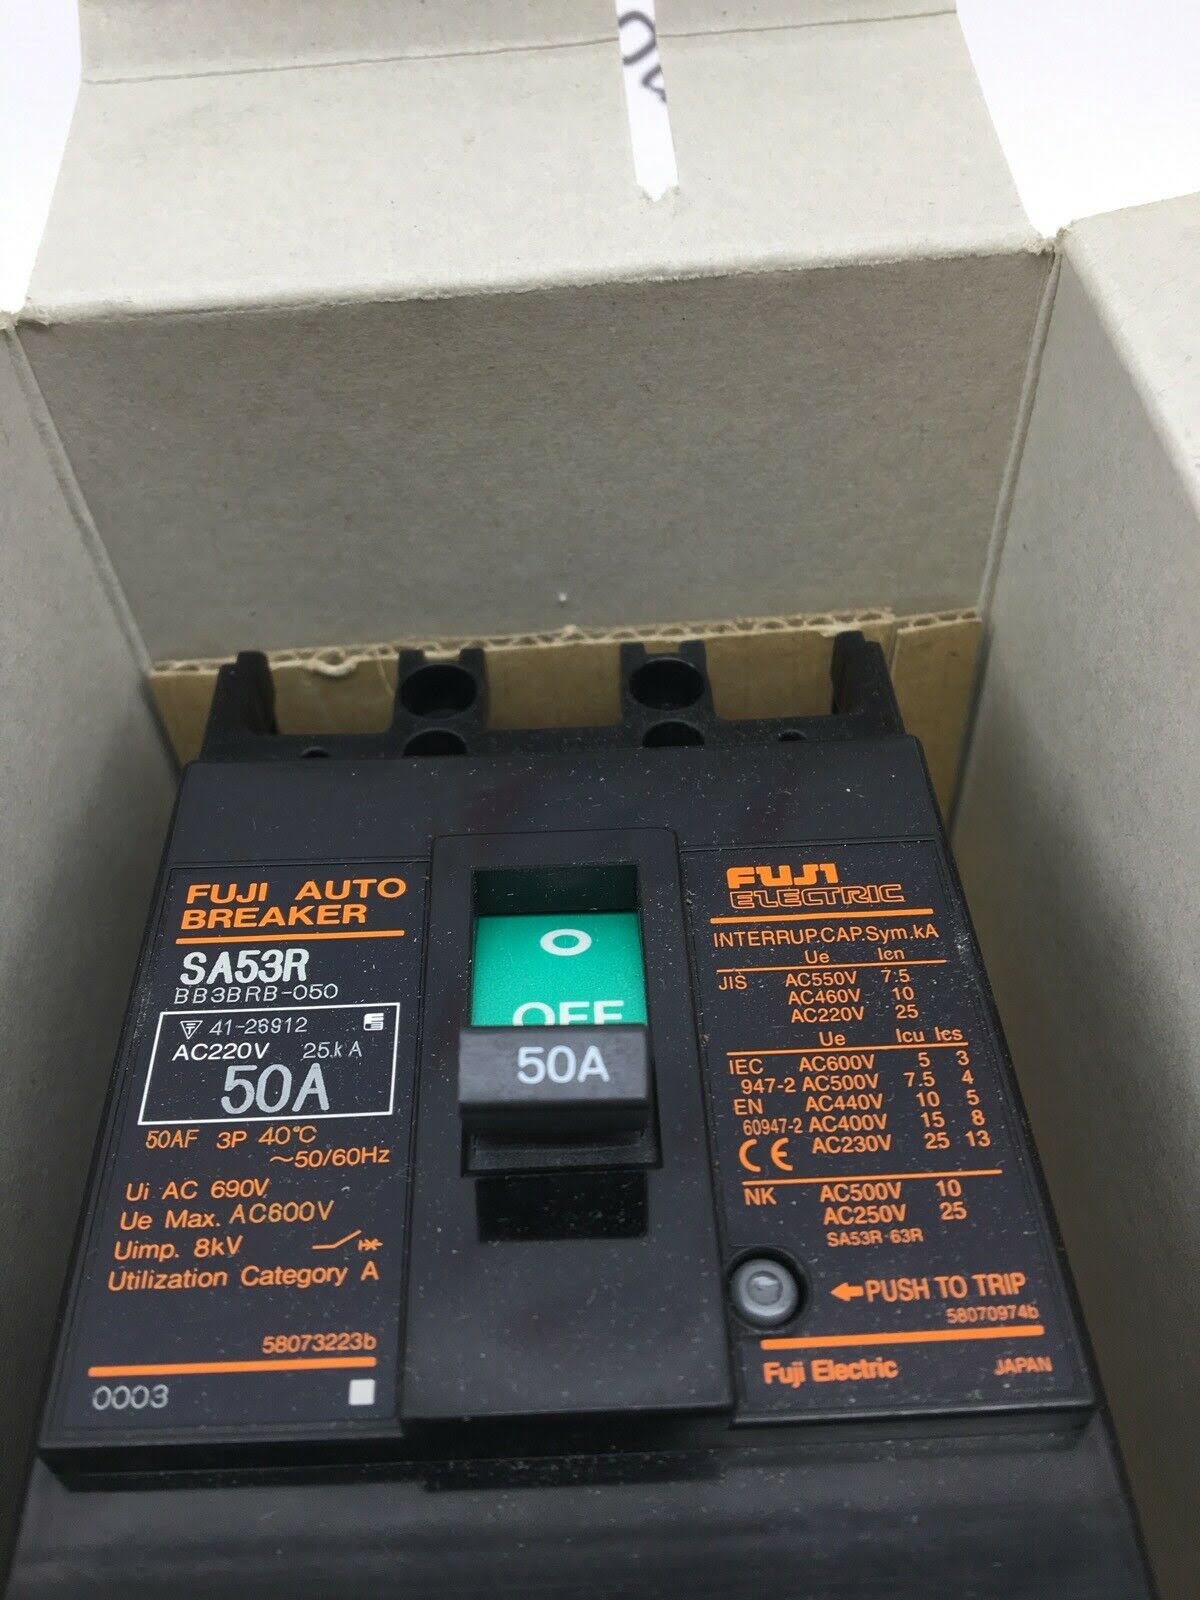 FUJI AUTO
BREAKER
SA53R
BB3BRB-050
41-26912
AC220V 25kA
50A
50AF 3P 40°C
~50/60Hz
Ui AC 690V
Ue Max. AC600V
Uimp. 8kV
Utilization Category A
58073223b
0003
O
OFF
50A
FUJI
ELECTRIC
INTERRUP.CAP.Sym.kA
Ue Icn
JIS AC550V 7.5
AC460V 10
AC220V 25
Ue Icu Ics
IEC AC600V 5 3
947-2 AC500V 7.5 4
EN AC440V 10 5
60947-2 AC400V 15 8
CE AC230V 25 13
NK AC500V 10
AC250V 25
SA53R·63R
←PUSH TO TRIP
58070974b
Fuji Electric JAPAN